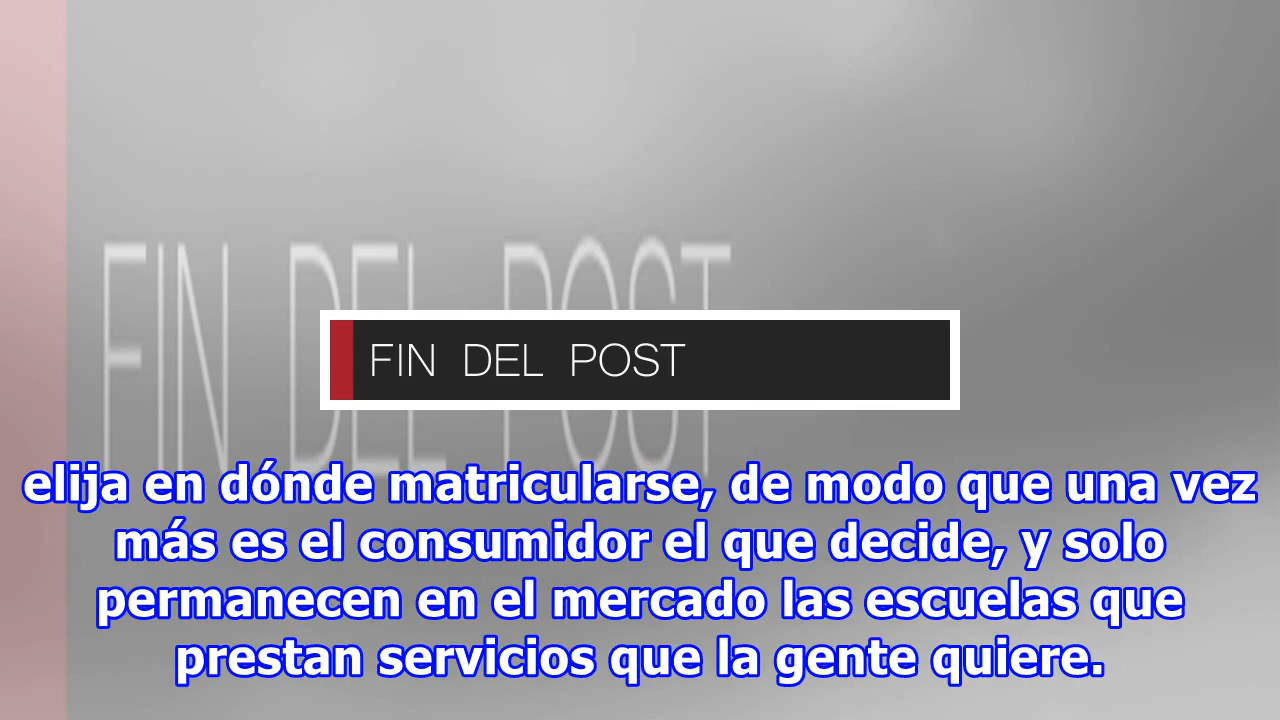 FIN DEL POST
FIN DEL POST
elija en dónde matricularse, de modo que una vez
más es el consumidor el que decide, y solo
permanecen en el mercado las escuelas que
prestan servicios que la gente quiere.